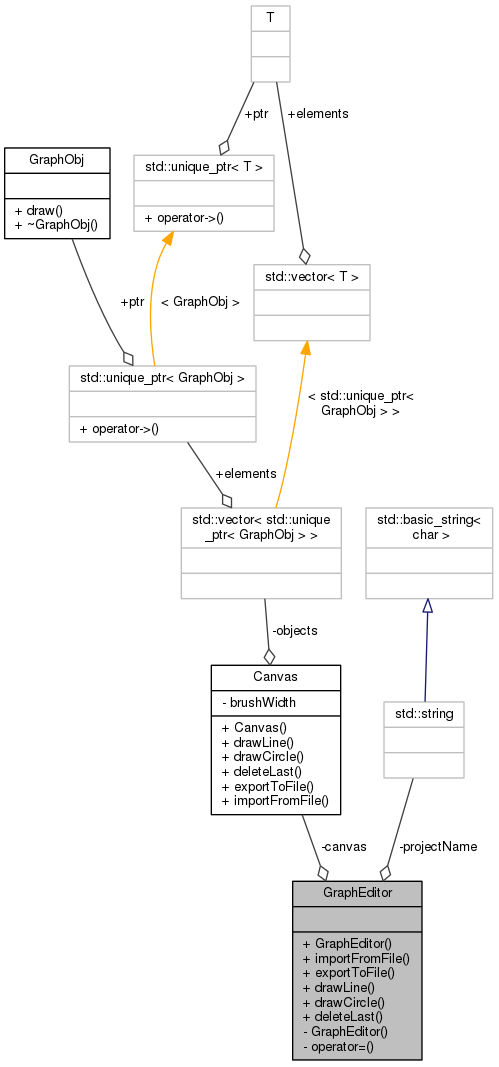 T
+ptr
+elements
GraphObj
+ draw()
+ ~GraphObj()
std::unique_ptr< T >
+ operator->()
std::vector< T >
+ptr
< GraphObj >
std::unique_ptr< GraphObj >
+ operator->()
< std::unique_ptr<
GraphObj > >
+elements
std::vector< std::unique
_ptr< GraphObj > >
std::basic_string<
char >
-objects
Canvas
- brushWidth
+ Canvas()
+ drawLine()
+ drawCircle()
+ deleteLast()
+ exportToFile()
+ importFromFile()
std::string
-canvas
-projectName
GraphEditor
+ GraphEditor()
+ importFromFile()
+ exportToFile()
+ drawLine()
+ drawCircle()
+ deleteLast()
- GraphEditor()
- operator=()